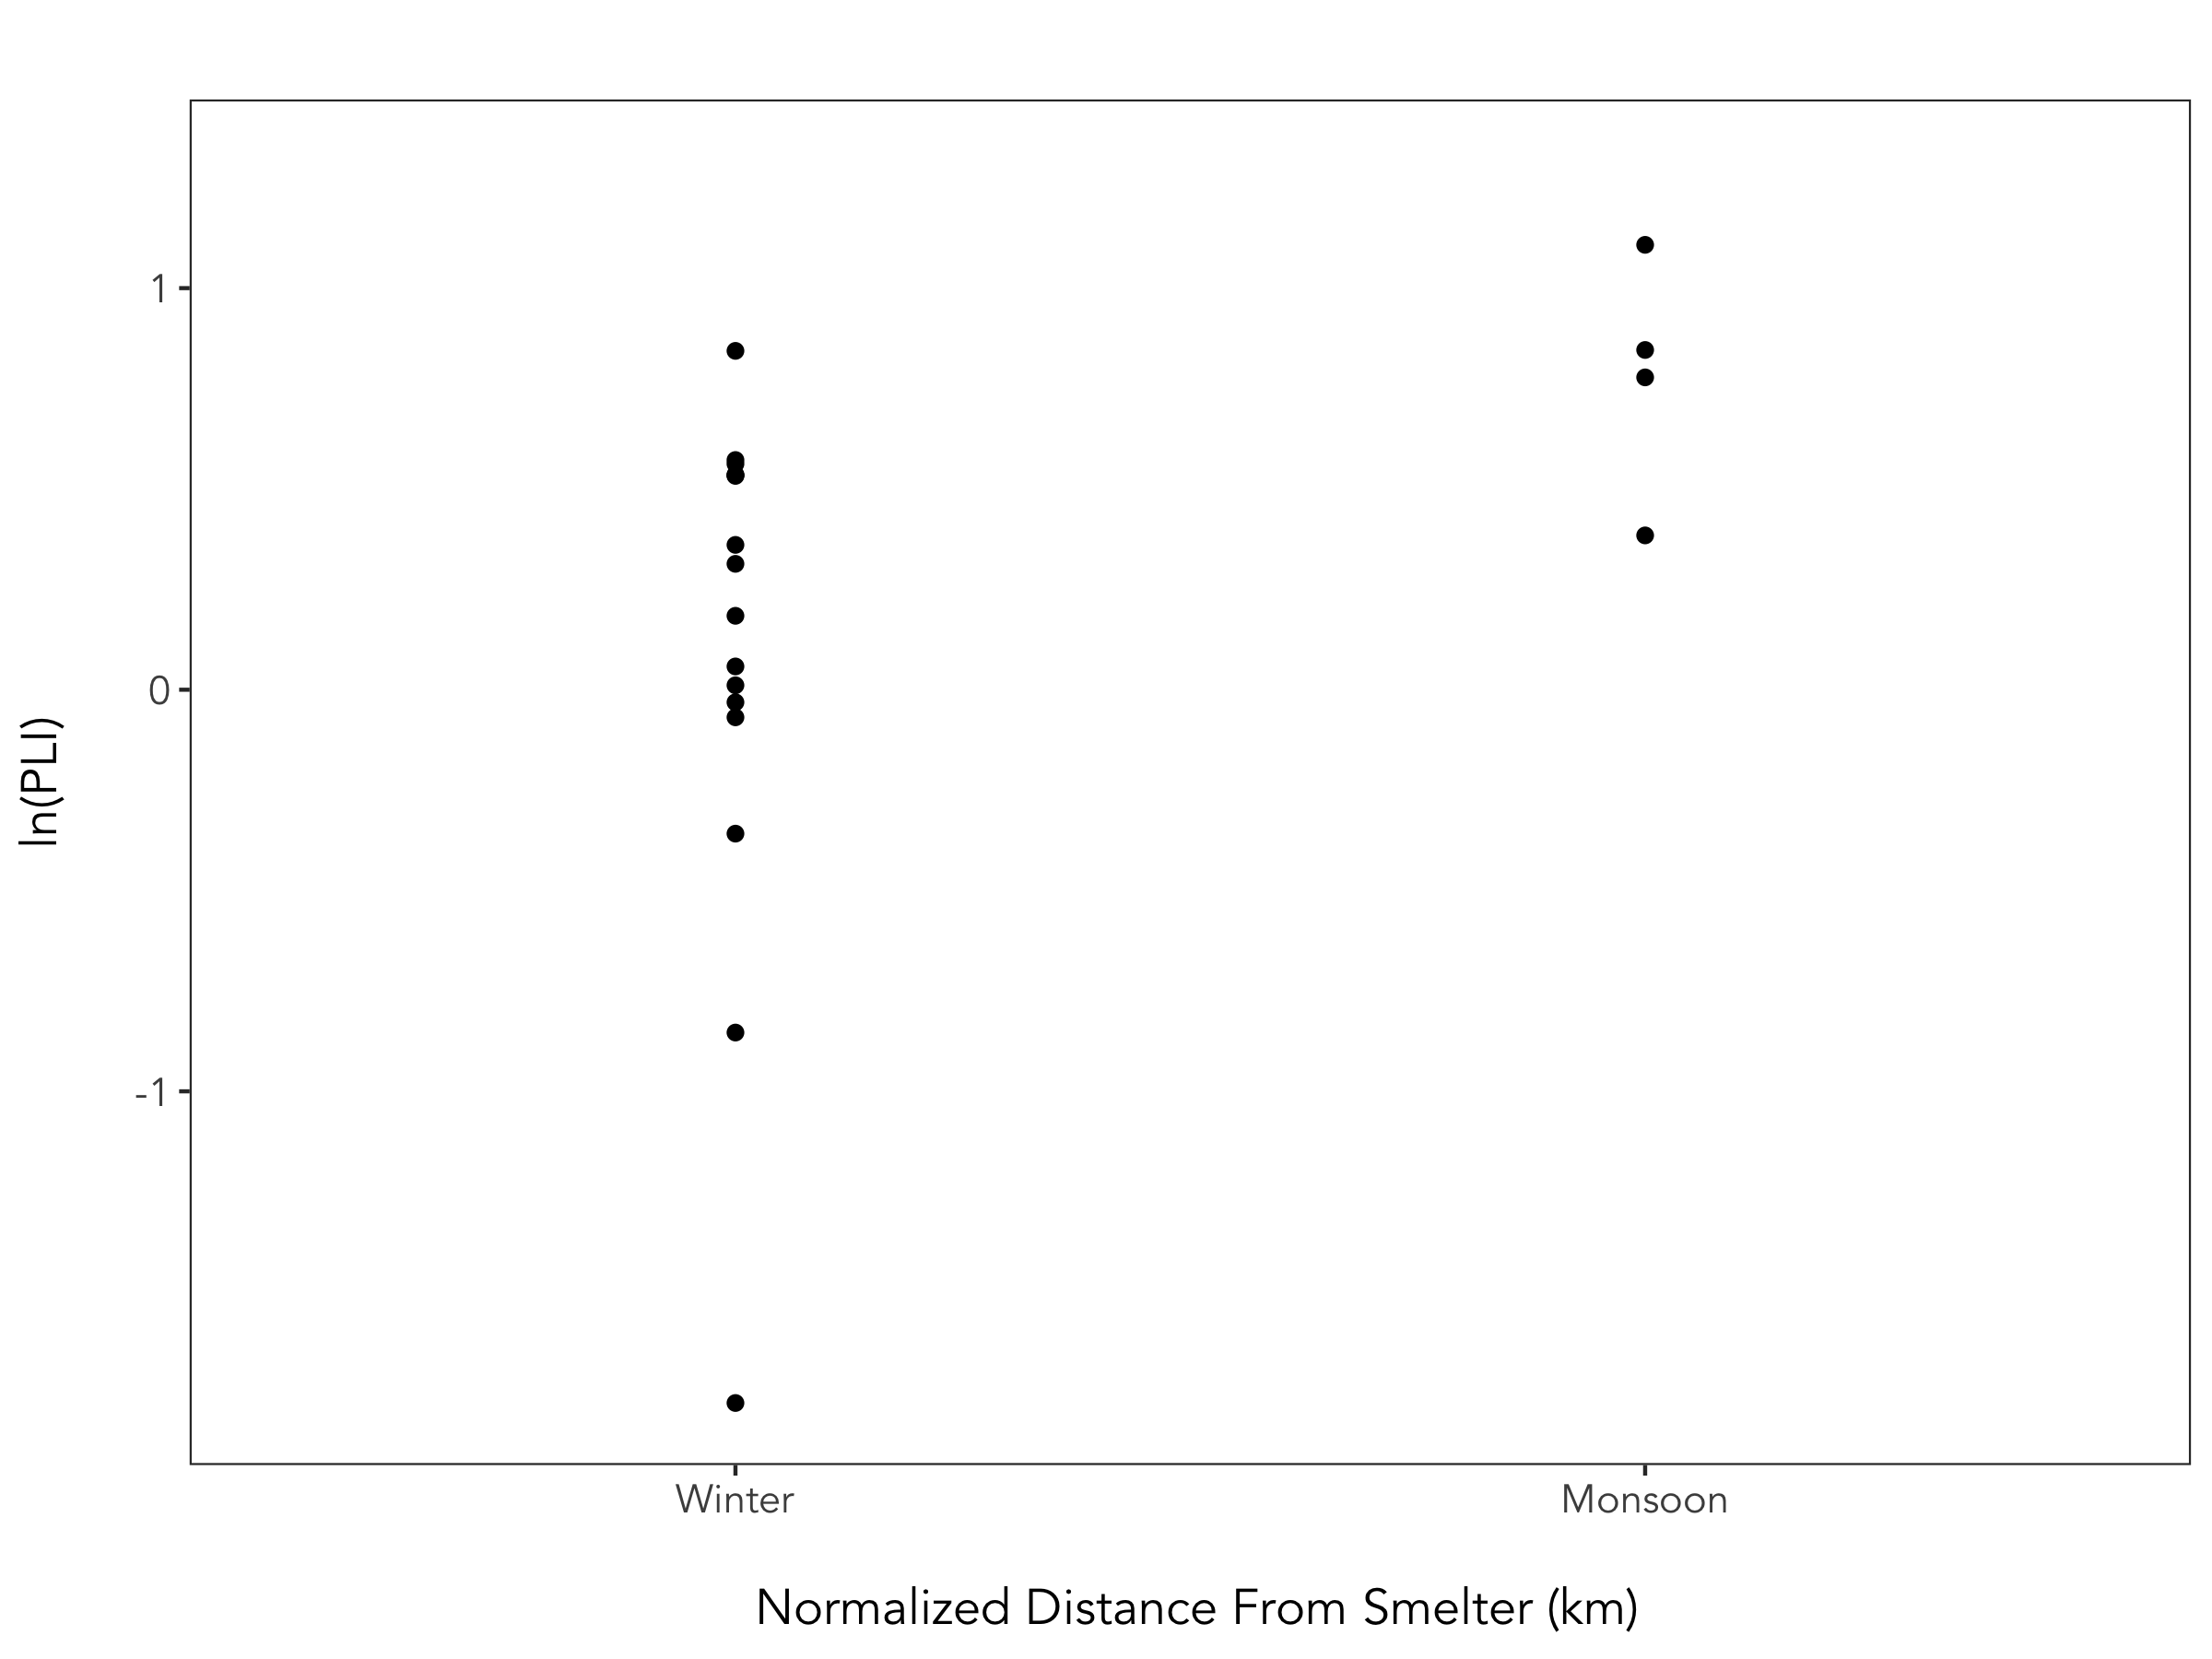 1
0
-1
ln(PLI)
Winter
Monsoon
Normalized Distance From Smelter (km)